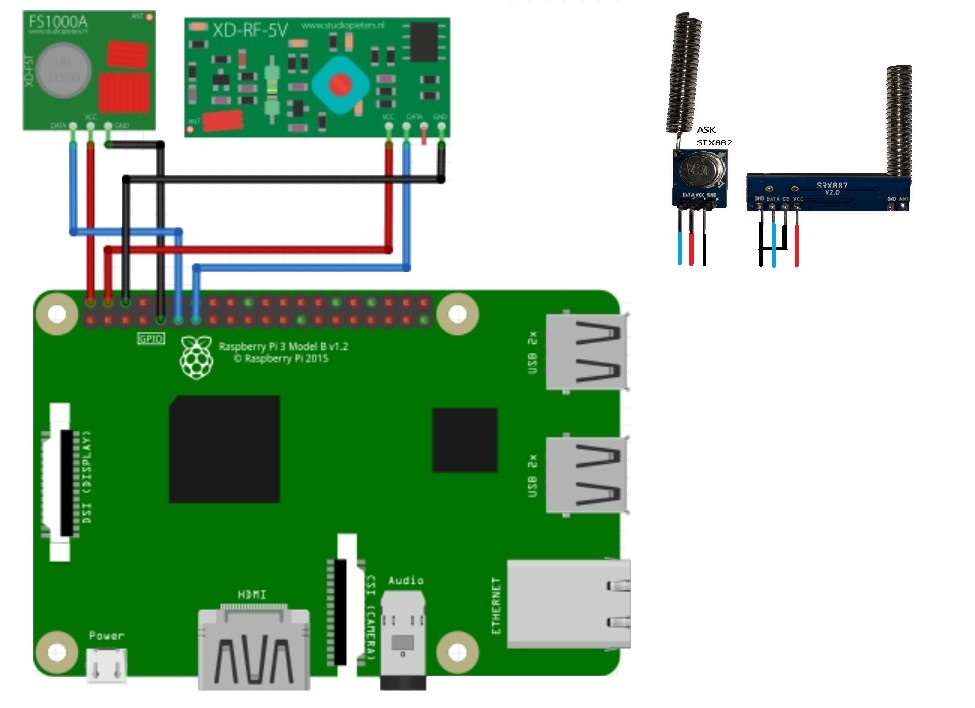 FS1000A
ANT
www.studiopieters.nl
XD-FST
DATA
VCC
GND
XD-RF-5V
www.studiopieters.nl
ANT
VCC
DATA
GND
ASK
STX882
DATA VCC GND
SRX887
V2.0
GND DATA CS VCC
GND ANT
GPIO
Raspberry Pi 3 Model B v1.2
© Raspberry Pi 2015
USB 2x
USB 2x
DSI (DISPLAY)
CSI (CAMERA)
Audio
ETHERNET
HDMI
Power